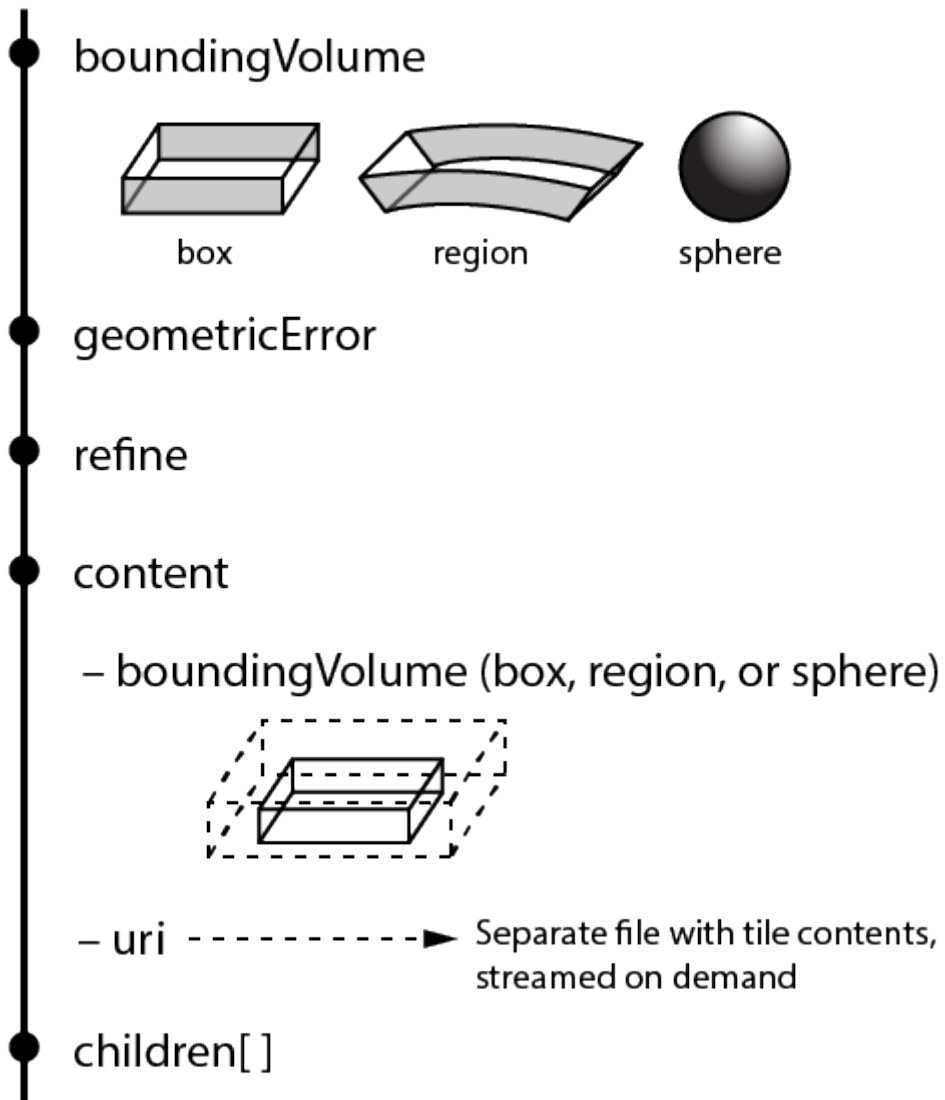 boundingVolume
box region sphere
geometricError
refine
content
– boundingVolume (box, region, or sphere)
– uri Separate file with tile contents,
streamed on demand
children[ ]